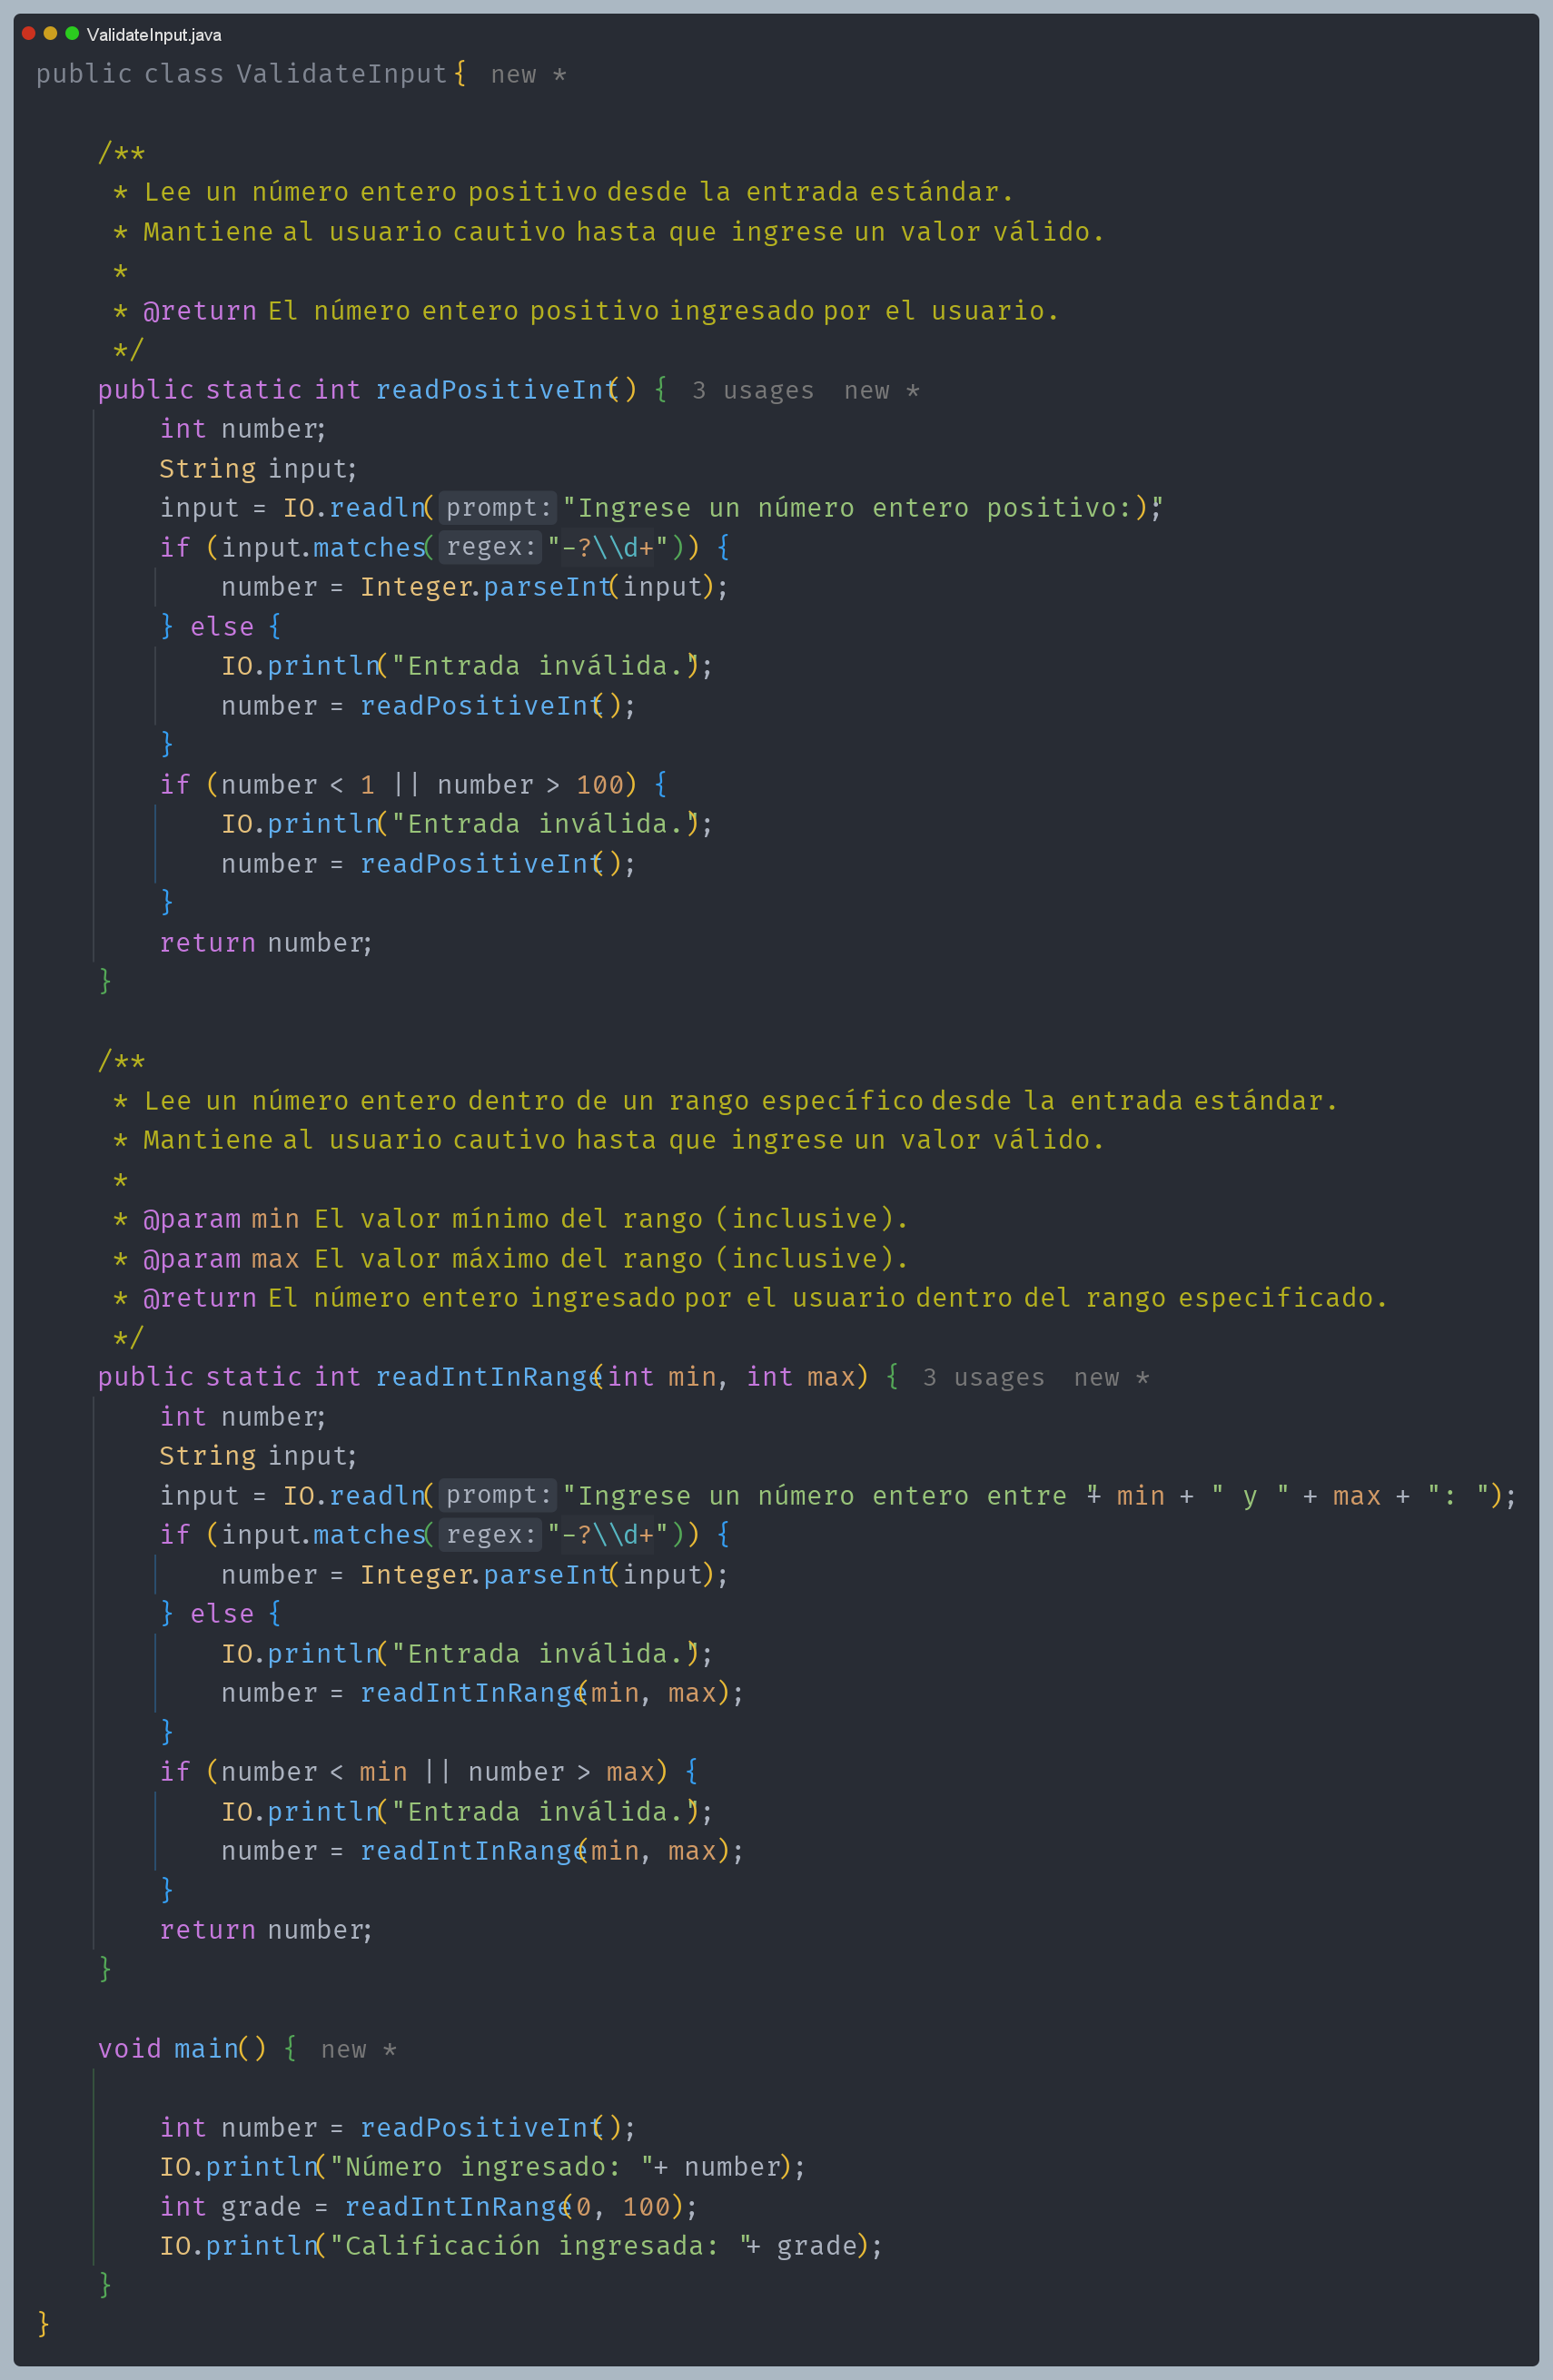 ValidateInput.java
public class ValidateInput{ new *
/**
* Lee un número entero positivo desde la entrada estándar.
* Mantiene al usuario cautivo hasta que ingrese un valor válido.
*
* @return El número entero positivo ingresado por el usuario.
*/
public static int readPositiveInt() { 3 usages new *
int number;
String input;
input = IO.readln( prompt: "Ingrese un número entero positivo:");
if (input.matches( regex: "-?\\d+")) {
number = Integer.parseInt(input);
} else {
IO.println("Entrada inválida.");
number = readPositiveInt();
}
if (number < 1 || number > 100) {
IO.println("Entrada inválida.");
number = readPositiveInt();
}
return number;
}
/**
* Lee un número entero dentro de un rango específico desde la entrada estándar.
* Mantiene al usuario cautivo hasta que ingrese un valor válido.
*
* @param min El valor mínimo del rango (inclusive).
* @param max El valor máximo del rango (inclusive).
* @return El número entero ingresado por el usuario dentro del rango especificado.
*/
public static int readIntInRange(int min, int max) { 3 usages new *
int number;
String input;
input = IO.readln( prompt: "Ingrese un número entero entre "+ min + " y " + max + ": ");
if (input.matches( regex: "-?\\d+")) {
number = Integer.parseInt(input);
} else {
IO.println("Entrada inválida.");
number = readIntInRange(min, max);
}
if (number < min || number > max) {
IO.println("Entrada inválida.");
number = readIntInRange(min, max);
}
return number;
}
void main() { new *
int number = readPositiveInt();
IO.println("Número ingresado: "+ number);
int grade = readIntInRange(0, 100);
IO.println("Calificación ingresada: "+ grade);
}
}